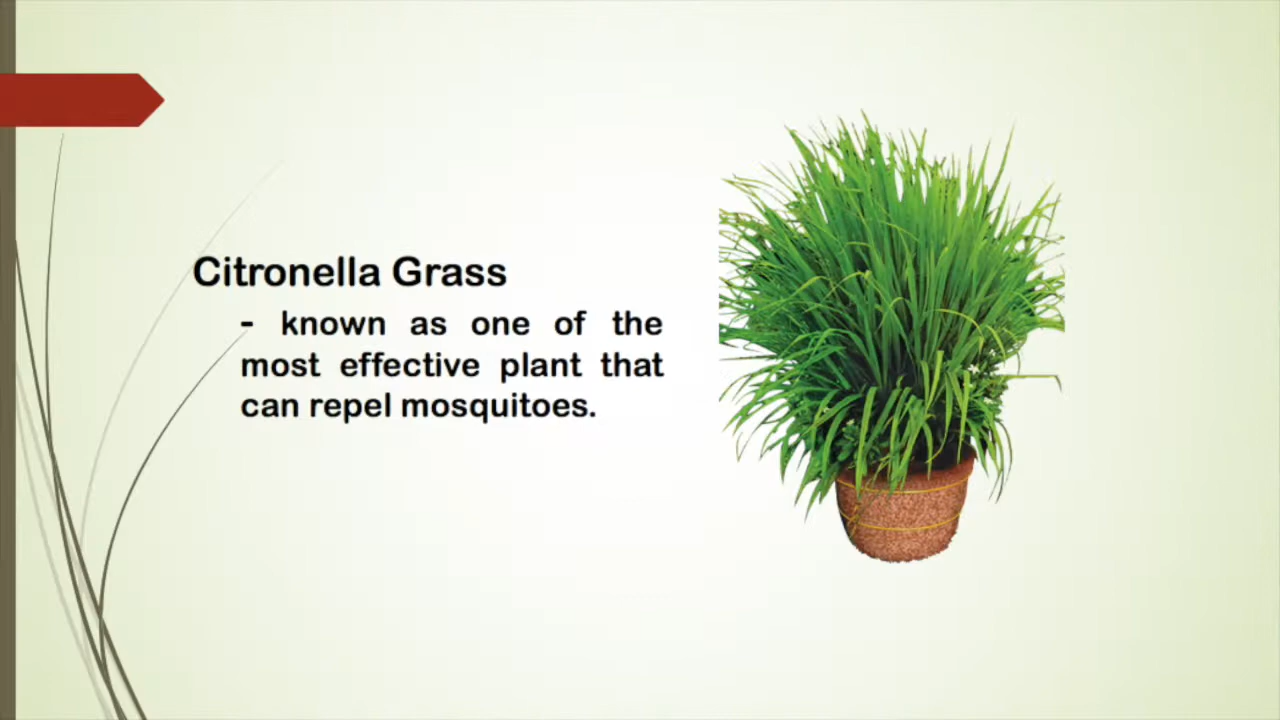 Citronella Grass
- known as one of the
most effective plant that
can repel mosquitoes.